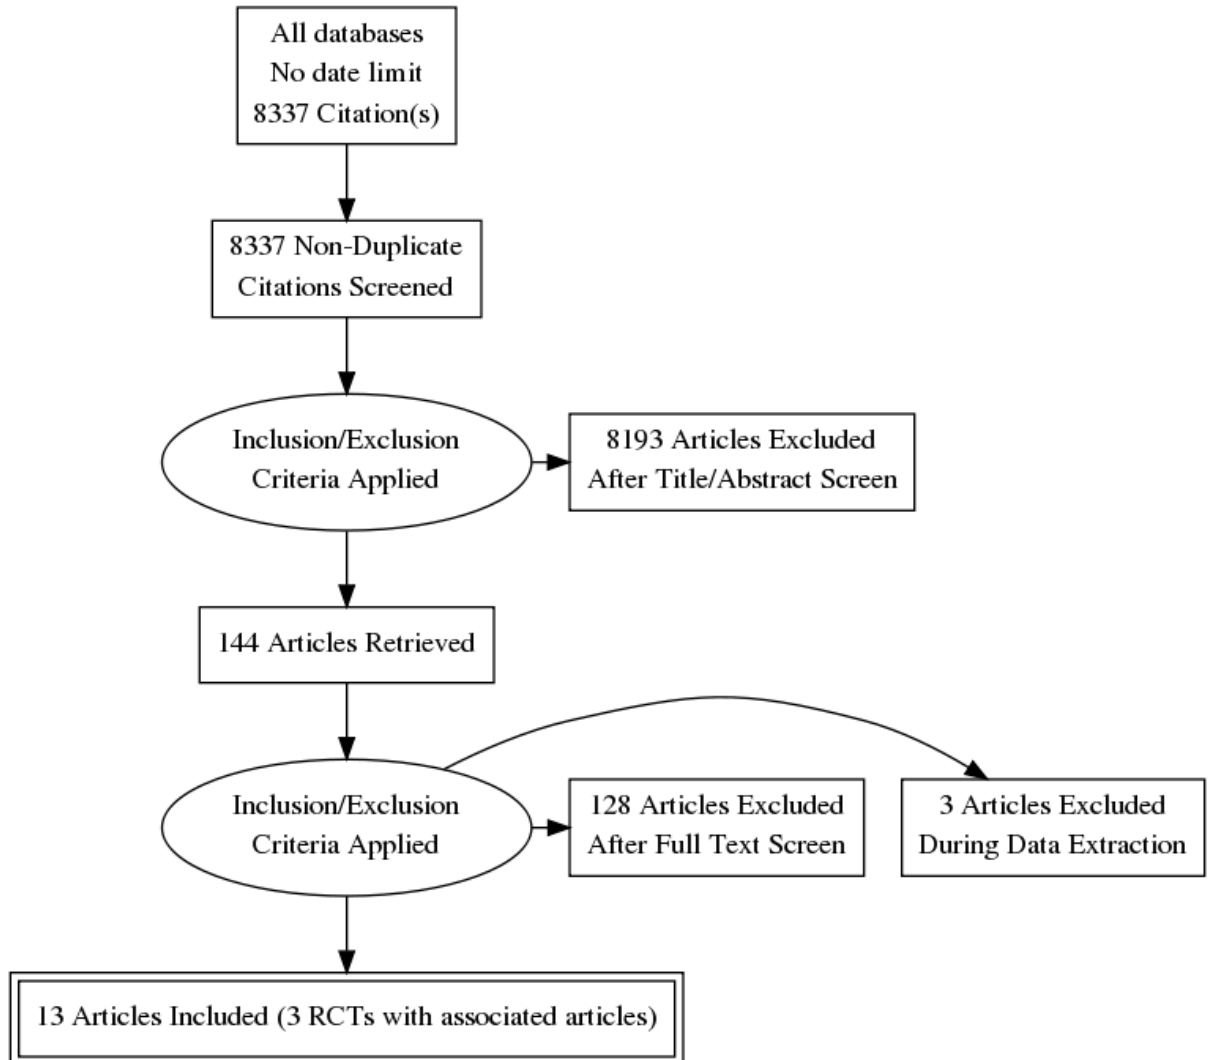 All databases
No date limit
8337 Citation(s)
8337 Non-Duplicate
Citations Screened
Inclusion/Exclusion
Criteria Applied
8193 Articles Excluded
After Title/Abstract Screen
144 Articles Retrieved
Inclusion/Exclusion
Criteria Applied
128 Articles Excluded
After Full Text Screen
3 Articles Excluded
During Data Extraction
13 Articles Included (3 RCTs with associated articles)